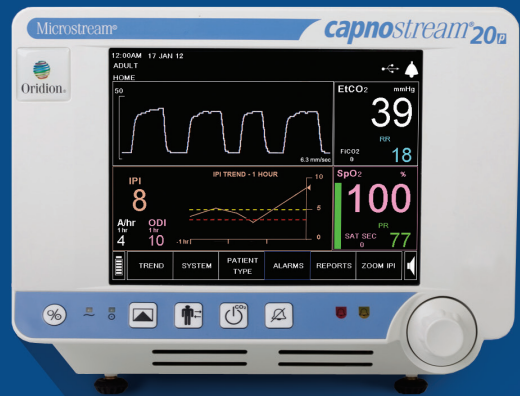 Microstream®
capnostream®20p
Oridion®
12:00AM 17 JAN 12
ADULT
HOME
50
6.3 mm/sec
EtCO2 mmHg
39
RR
FiCO2
0
18
IPI
8
IPI TREND - 1 HOUR
10
5
0
-1 hr
A/hr
1 hr
4
ODI
1 hr
10
SpO2 %
100
PR
SAT SEC
0
77
TREND
SYSTEM
PATIENT TYPE
ALARMS
REPORTS
ZOOM IPI
%
CO2